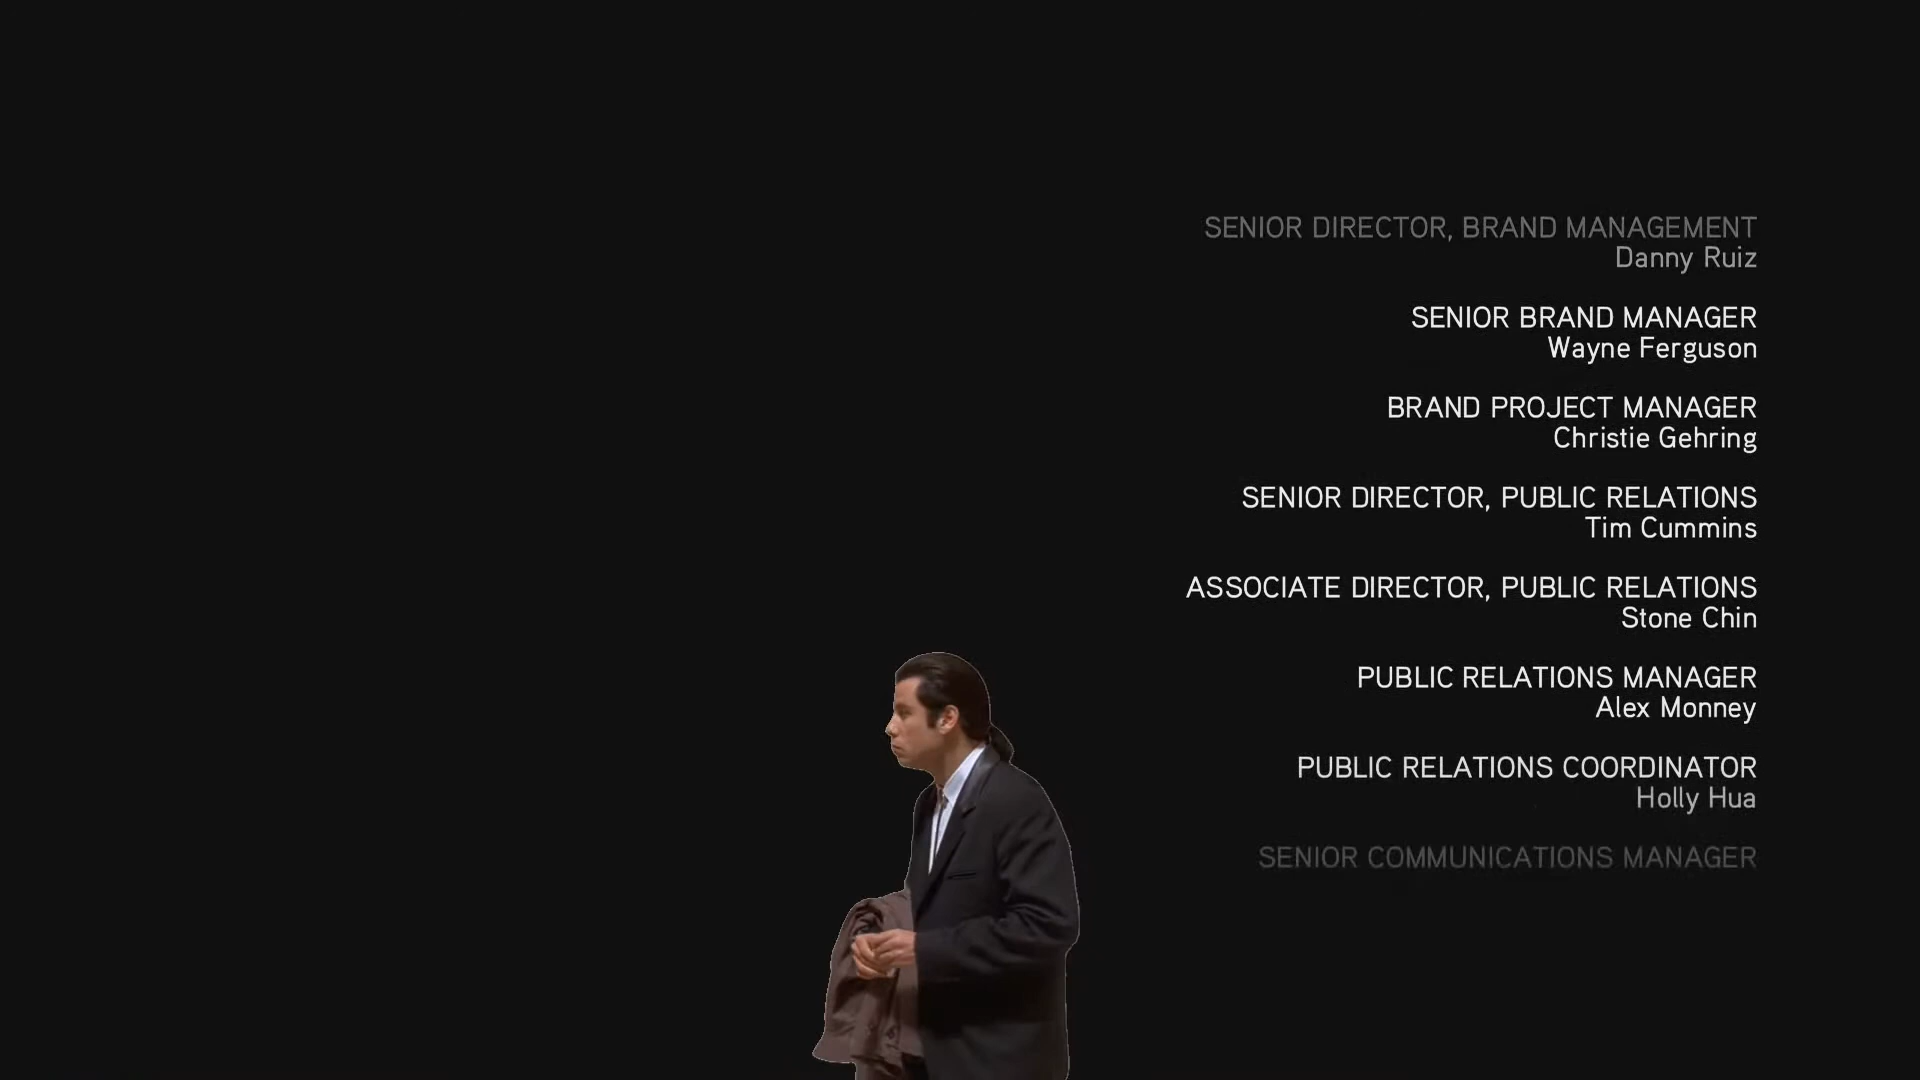 SENIOR DIRECTOR, BRAND MANAGEMENT
Danny Ruiz
SENIOR BRAND MANAGER
Wayne Ferguson
BRAND PROJECT MANAGER
Christie Gehring
SENIOR DIRECTOR, PUBLIC RELATIONS
Tim Cummins
ASSOCIATE DIRECTOR, PUBLIC RELATIONS
Stone Chin
PUBLIC RELATIONS MANAGER
Alex Monney
PUBLIC RELATIONS COORDINATOR
Holly Hua
SENIOR COMMUNICATIONS MANAGER